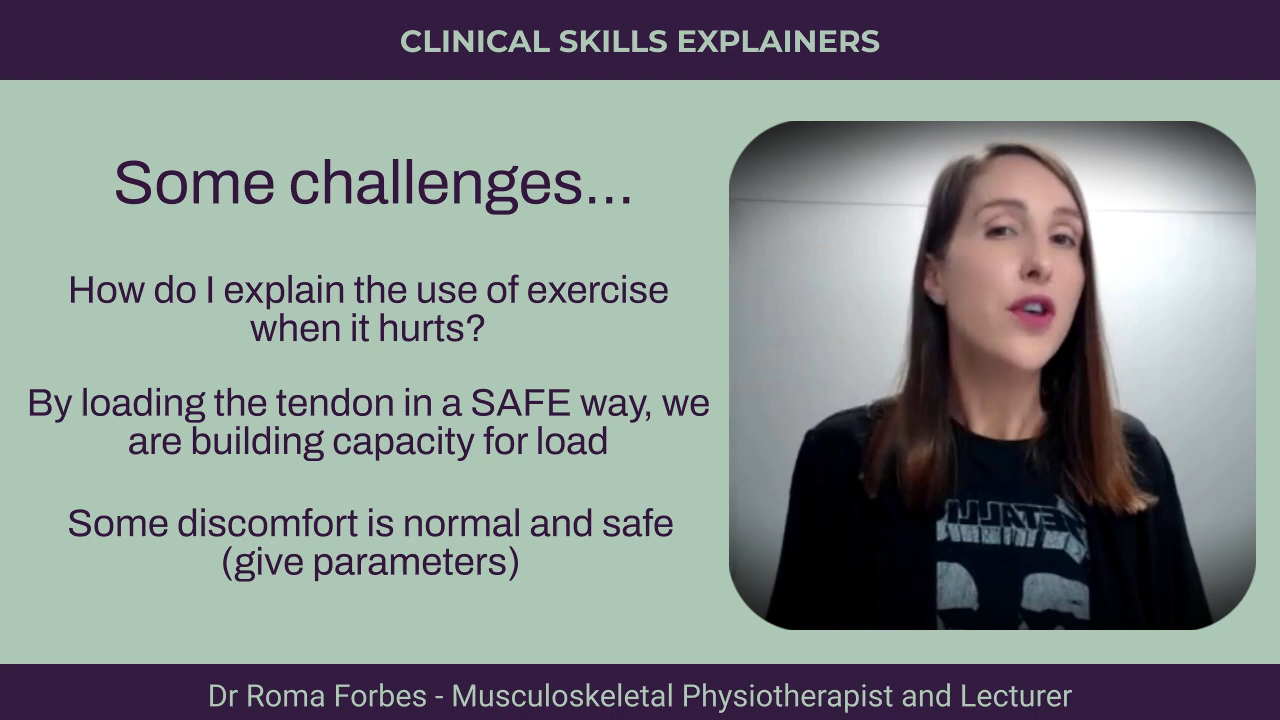 CLINICAL SKILLS EXPLAINERS
Some challenges...
How do I explain the use of exercise
when it hurts?
By loading the tendon in a SAFE way, we
are building capacity for load
Some discomfort is normal and safe
(give parameters)
Dr Roma Forbes - Musculoskeletal Physiotherapist and Lecturer